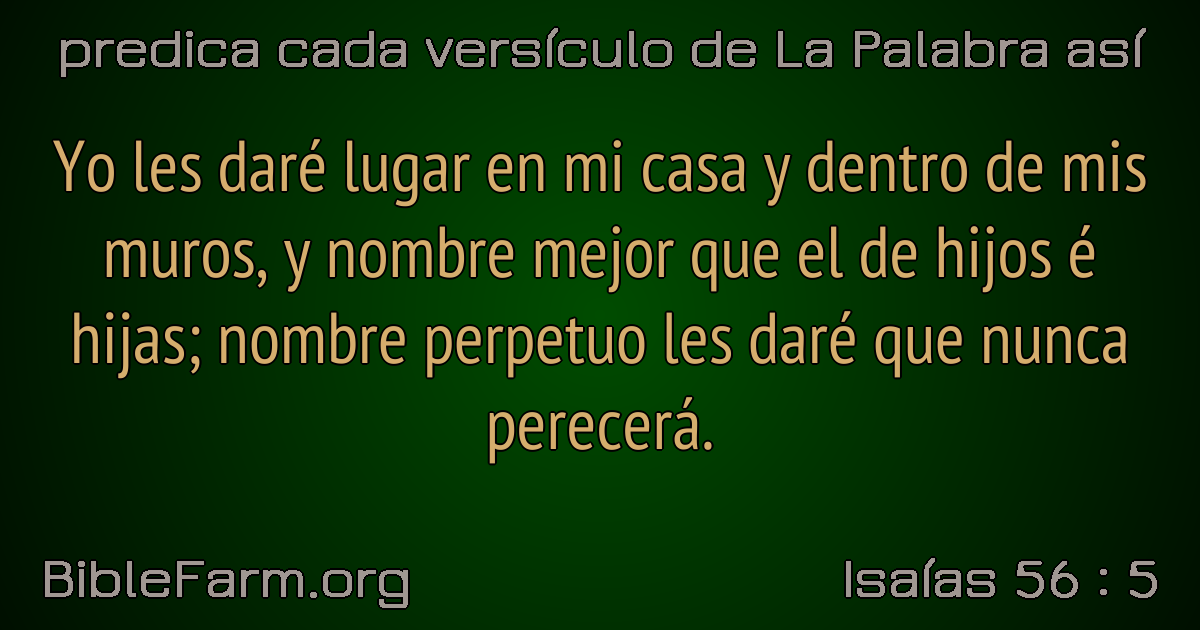 predica cada versículo de La Palabra así
Yo les daré lugar en mi casa y dentro de mis
muros, y nombre mejor que el de hijos é
hijas; nombre perpetuo les daré que nunca
perecerá.
BibleFarm.org
Isaías 56 : 5